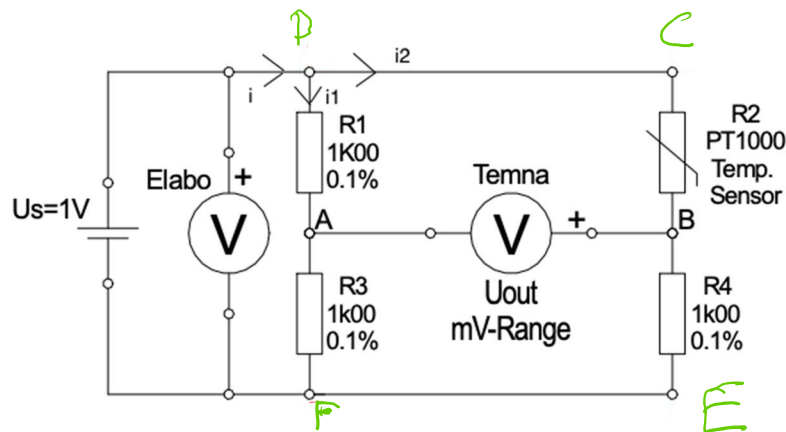 D
C
i2
i
i1
R1
1K00
0.1%
R2
PT1000
Temp.
Sensor
Elabo
+
Temna
Us=1V
V
A
V
+
B
R3
1k00
0.1%
Uout
mV-Range
R4
1k00
0.1%
F
E